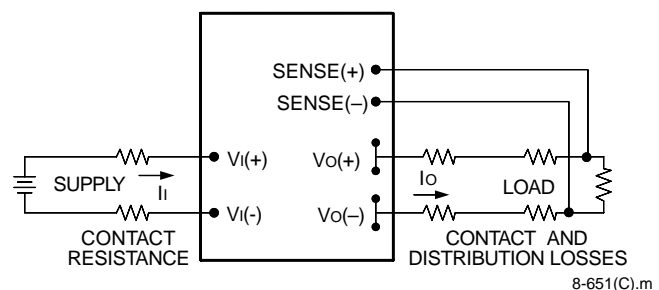 SENSE(+)
SENSE(–)
VI(+)
VO(+)
IO
SUPPLY
II
LOAD
VI(-)
VO(–)
CONTACT
RESISTANCE
CONTACT AND
DISTRIBUTION LOSSES
8-651(C).m